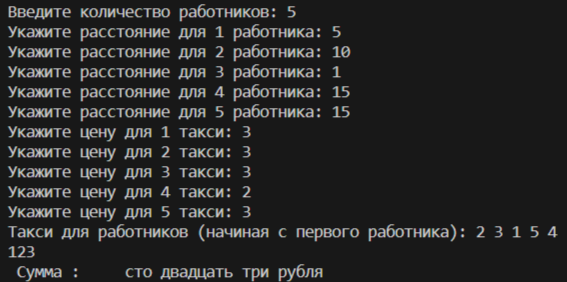 Введите количество работников: 5
Укажите расстояние для 1 работника: 5
Укажите расстояние для 2 работника: 10
Укажите расстояние для 3 работника: 1
Укажите расстояние для 4 работника: 15
Укажите расстояние для 5 работника: 15
Укажите цену для 1 такси: 3
Укажите цену для 2 такси: 3
Укажите цену для 3 такси: 3
Укажите цену для 4 такси: 2
Укажите цену для 5 такси: 3
Такси для работников (начиная с первого работника): 2 3 1 5 4
123
Сумма :     сто двадцать три рубля